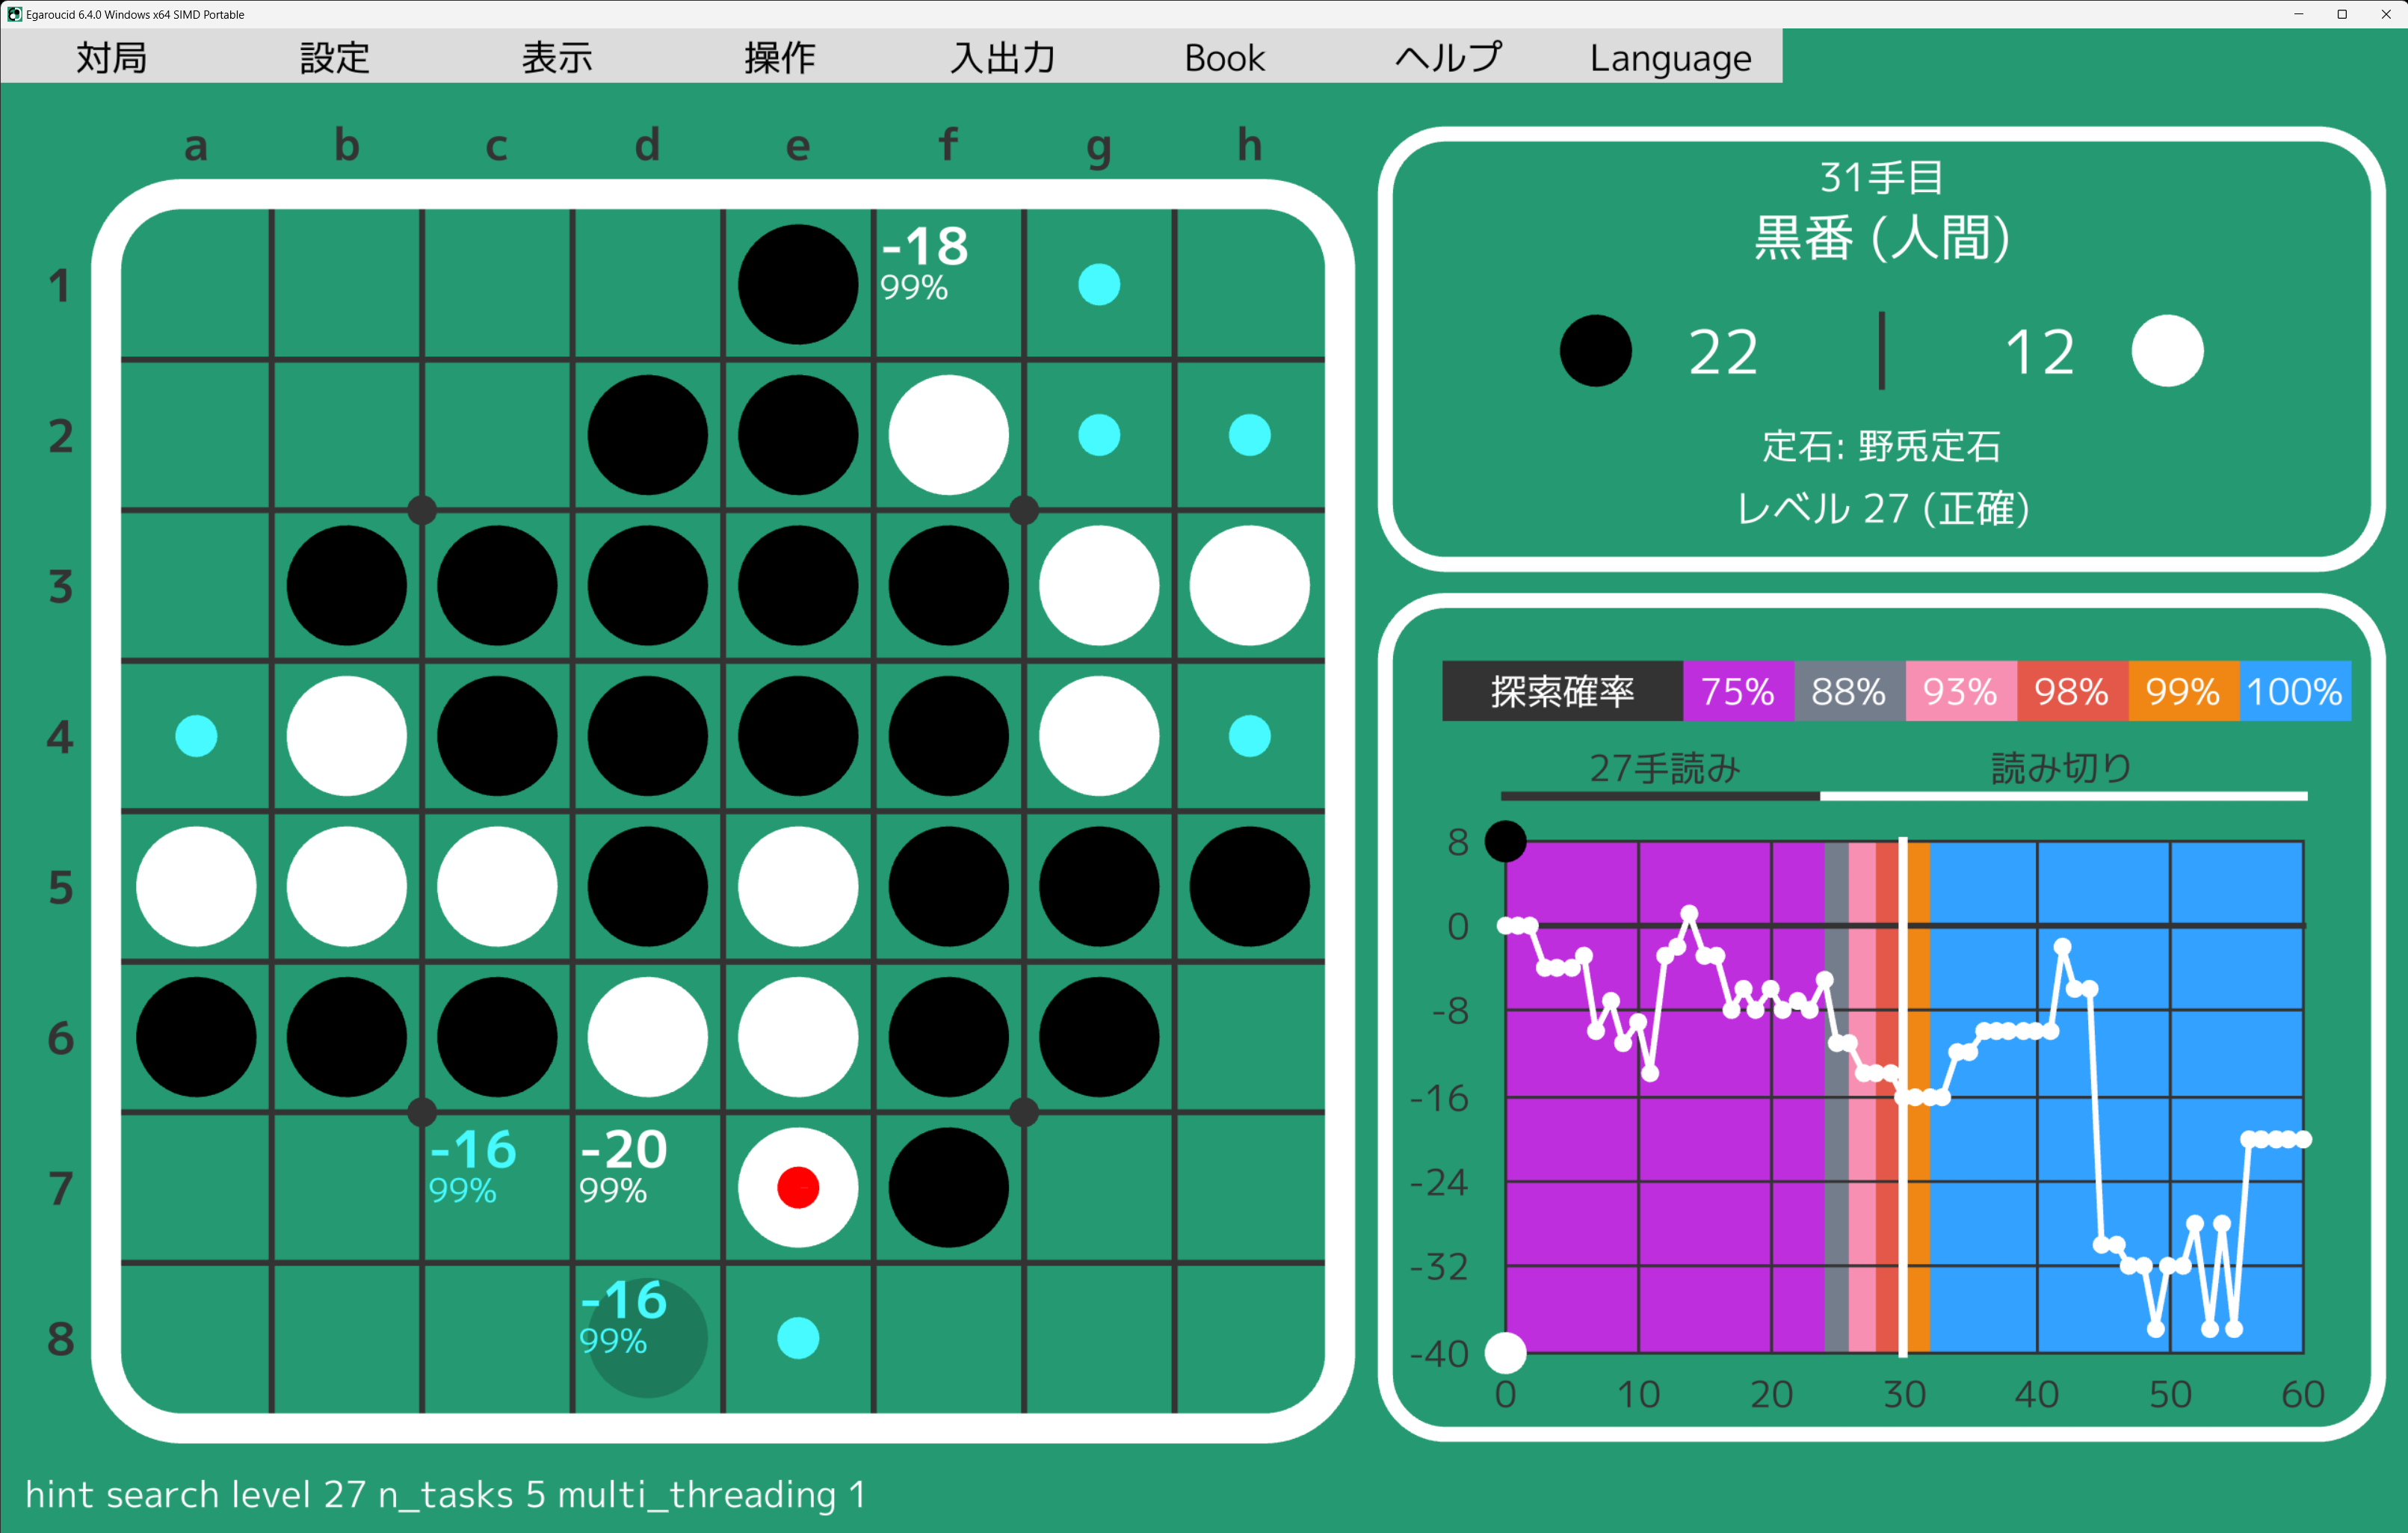 Egaroucid 6.4.0 Windows x64 SIMD Portable
対局 設定 表示 操作 入出力 Book ヘルプ Language
a b c d e f g h
1
2
3
4
5
6
7
8
-18
99%
-16
99%
-20
99%
-16
99%
31手目
黒番 (人間)
22 12
定石: 野兎定石
レベル 27 (正確)
探索確率 75% 88% 93% 98% 99% 100%
27手読み 読み切り
8
0
-8
-16
-24
-32
-40
0 10 20 30 40 50 60
hint search level 27 n_tasks 5 multi_threading 1